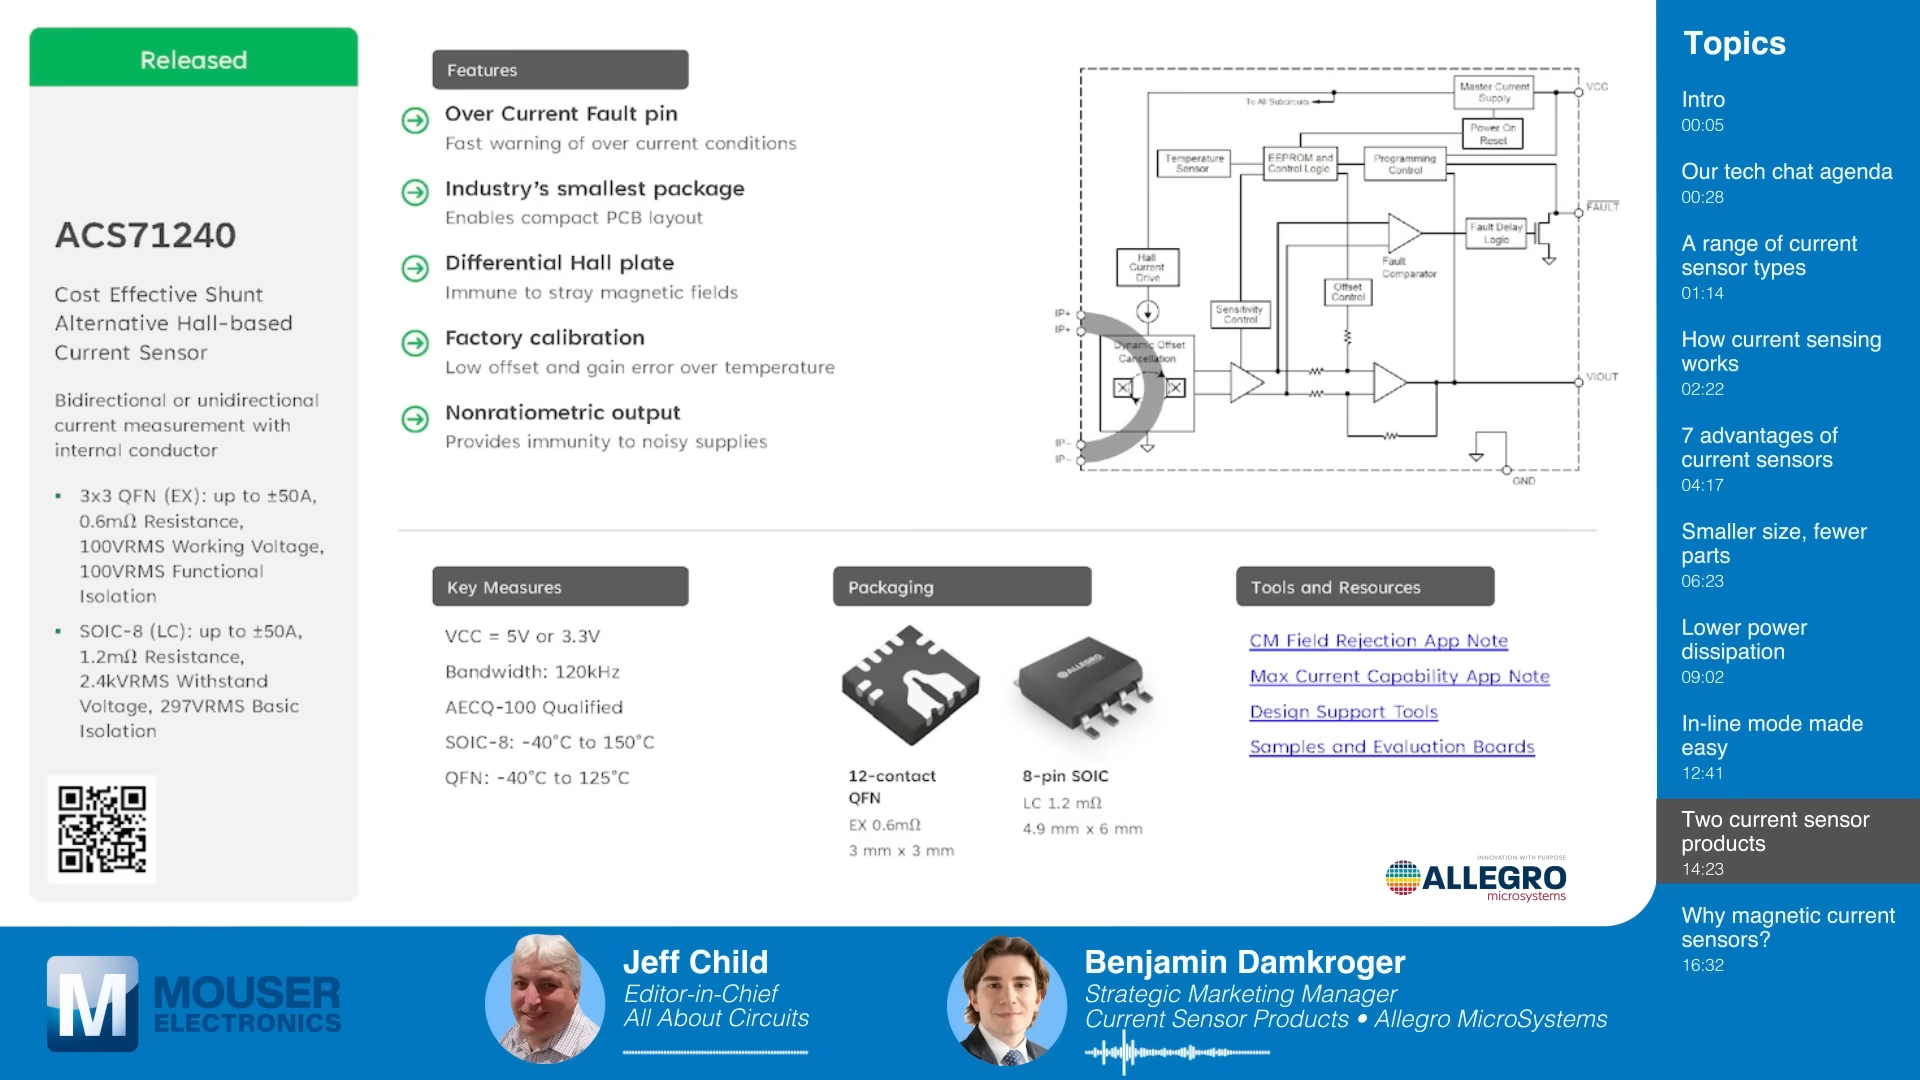 Released
ACS71240
Cost Effective Shunt
Alternative Hall-based
Current Sensor
Bidirectional or unidirectional
current measurement with
internal conductor
▪ 3x3 QFN (EX): up to ±50A,
0.6mΩ Resistance,
100VRMS Working Voltage,
100VRMS Functional
Isolation
▪ SOIC-8 (LC): up to ±50A,
1.2mΩ Resistance,
2.4kVRMS Withstand
Voltage, 297VRMS Basic
Isolation
Features
Over Current Fault pin
Fast warning of over current conditions
Industry's smallest package
Enables compact PCB layout
Differential Hall plate
Immune to stray magnetic fields
Factory calibration
Low offset and gain error over temperature
Nonratiometric output
Provides immunity to noisy supplies
To All Subcircuits
Master Current
Supply
VCC
Power On
Reset
Temperature
Sensor
EEPROM and
Control Logic
Programming
Control
FAULT
Fault Delay
Logic
Fault
Comparator
Hall
Current
Drive
Offset
Control
Sensitivity
Control
IP+
IP+
Dynamic Offset
Cancellation
VIOUT
IP−
IP−
GND
Key Measures
VCC = 5V or 3.3V
Bandwidth: 120kHz
AECQ-100 Qualified
SOIC-8: -40°C to 150°C
QFN: -40°C to 125°C
Packaging
ALLEGRO
12-contact
QFN
EX 0.6mΩ
3 mm x 3 mm
8-pin SOIC
LC 1.2 mΩ
4.9 mm x 6 mm
Tools and Resources
CM Field Rejection App Note
Max Current Capability App Note
Design Support Tools
Samples and Evaluation Boards
INNOVATION WITH PURPOSE
ALLEGRO
microsystems
Topics
Intro
00:05
Our tech chat agenda
00:28
A range of current
sensor types
01:14
How current sensing
works
02:22
7 advantages of
current sensors
04:17
Smaller size, fewer
parts
06:23
Lower power
dissipation
09:02
In-line mode made
easy
12:41
Two current sensor
products
14:23
Why magnetic current
sensors?
16:32
M
MOUSER
ELECTRONICS
Jeff Child
Editor-in-Chief
All About Circuits
Benjamin Damkroger
Strategic Marketing Manager
Current Sensor Products • Allegro MicroSystems